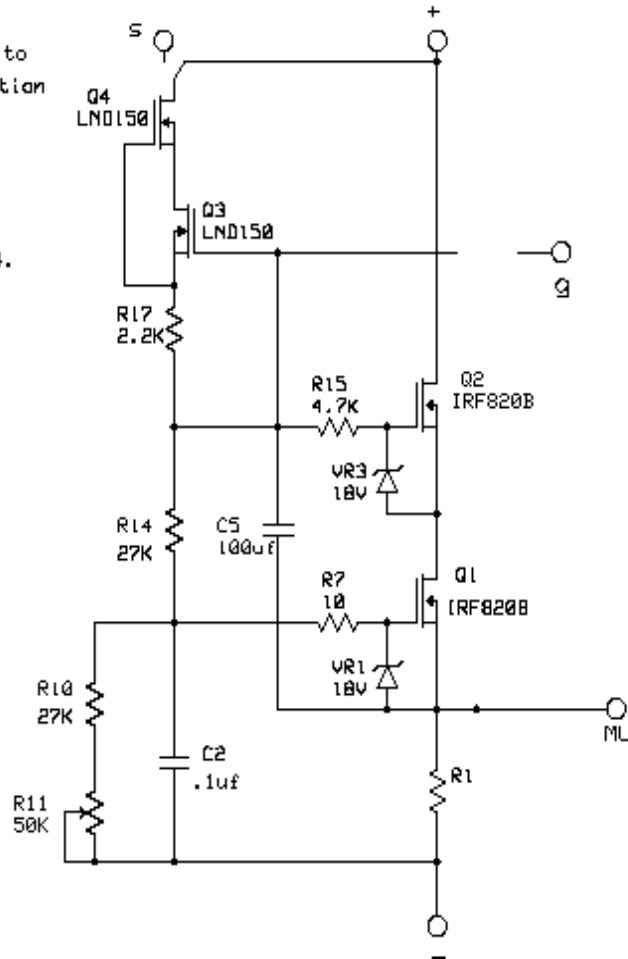 s
+
to
tion
Q4
LND150
Q3
LND150
4.
g
R17
2.2K
R15
4.7K
Q2
IRF820B
VR3
18V
R14
27K
C5
100uf
R7
10
Q1
IRF820B
VR1
18V
R10
27K
C2
.1uf
ML
R1
R11
50K
-